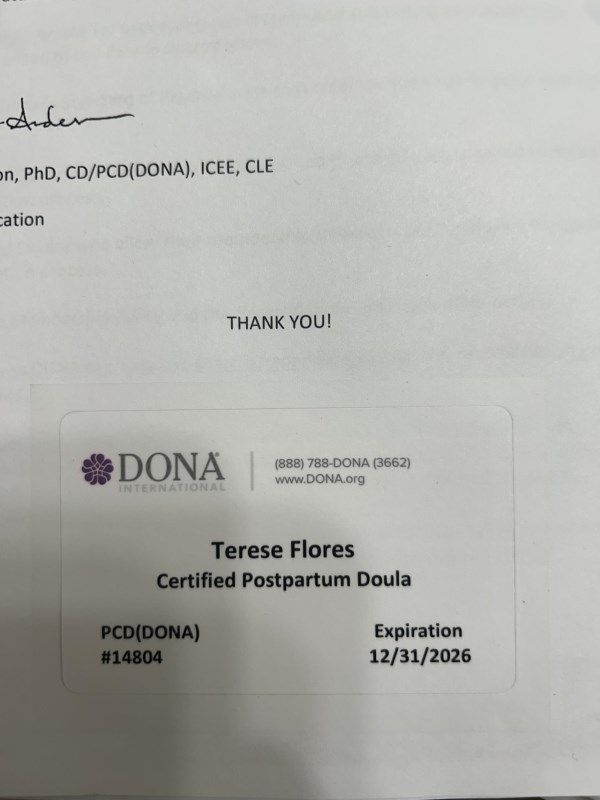 on, PhD, CD/PCD(DONA), ICEE, CLE
cation
THANK YOU!
DONA
INTERNATIONAL
(888) 788-DONA (3662)
www.DONA.org
Terese Flores
Certified Postpartum Doula
PCD(DONA)
#14804
Expiration
12/31/2026